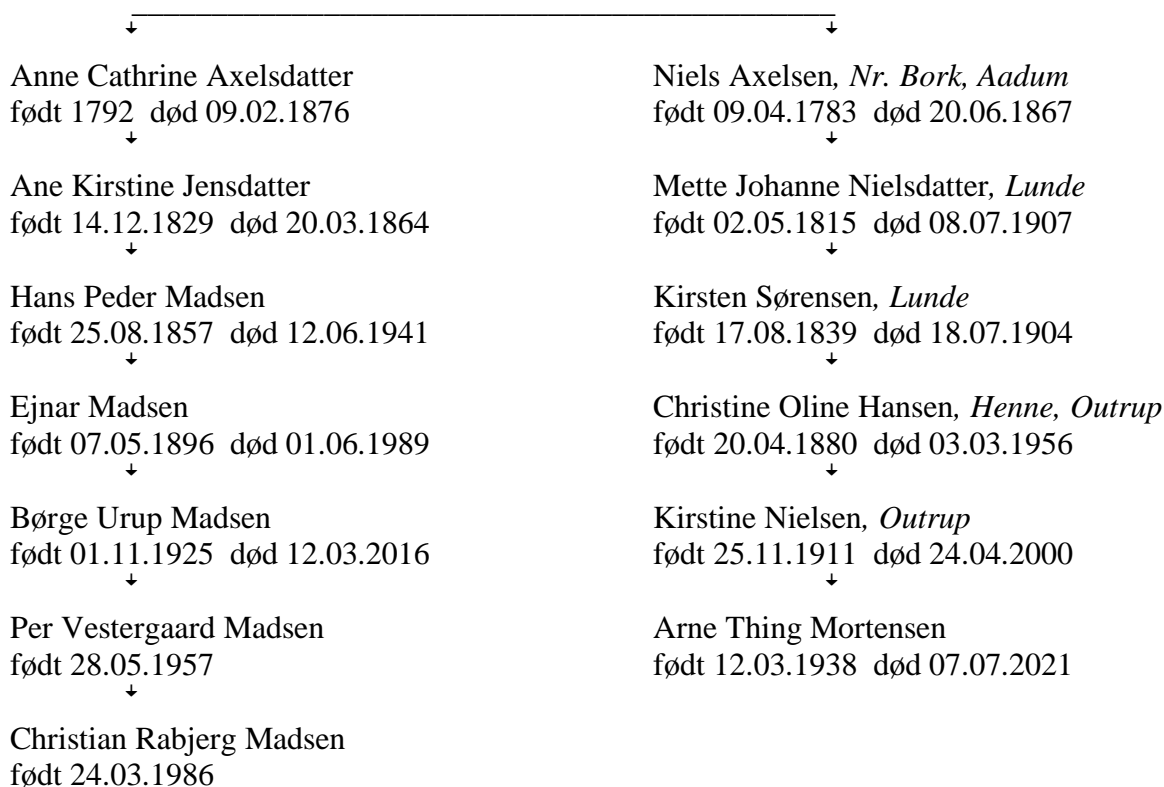 Anne Cathrine Axelsdatter
født 1792  død 09.02.1876
Ane Kirstine Jensdatter
født 14.12.1829  død 20.03.1864
Hans Peder Madsen
født 25.08.1857  død 12.06.1941
Ejnar Madsen
født 07.05.1896  død 01.06.1989
Børge Urup Madsen
født 01.11.1925  død 12.03.2016
Per Vestergaard Madsen
født 28.05.1957
Christian Rabjerg Madsen
født 24.03.1986
Niels Axelsen, Nr. Bork, Aadum
født 09.04.1783  død 20.06.1867
Mette Johanne Nielsdatter, Lunde
født 02.05.1815  død 08.07.1907
Kirsten Sørensen, Lunde
født 17.08.1839  død 18.07.1904
Christine Oline Hansen, Henne, Outrup
født 20.04.1880  død 03.03.1956
Kirstine Nielsen, Outrup
født 25.11.1911  død 24.04.2000
Arne Thing Mortensen
født 12.03.1938  død 07.07.2021